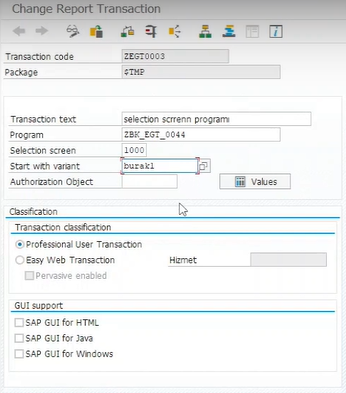 Change Report Transaction
Transaction code ZEGT0003
Package $TMP
Transaction text selection scrrenn programı
Program ZBK_EGT_0044
Selection screen 1000
Start with variant burak1
Authorization Object Values
Classification
Transaction classification
Professional User Transaction
Easy Web Transaction Hizmet
Pervasive enabled
GUI support
SAP GUI for HTML
SAP GUI for Java
SAP GUI for Windows